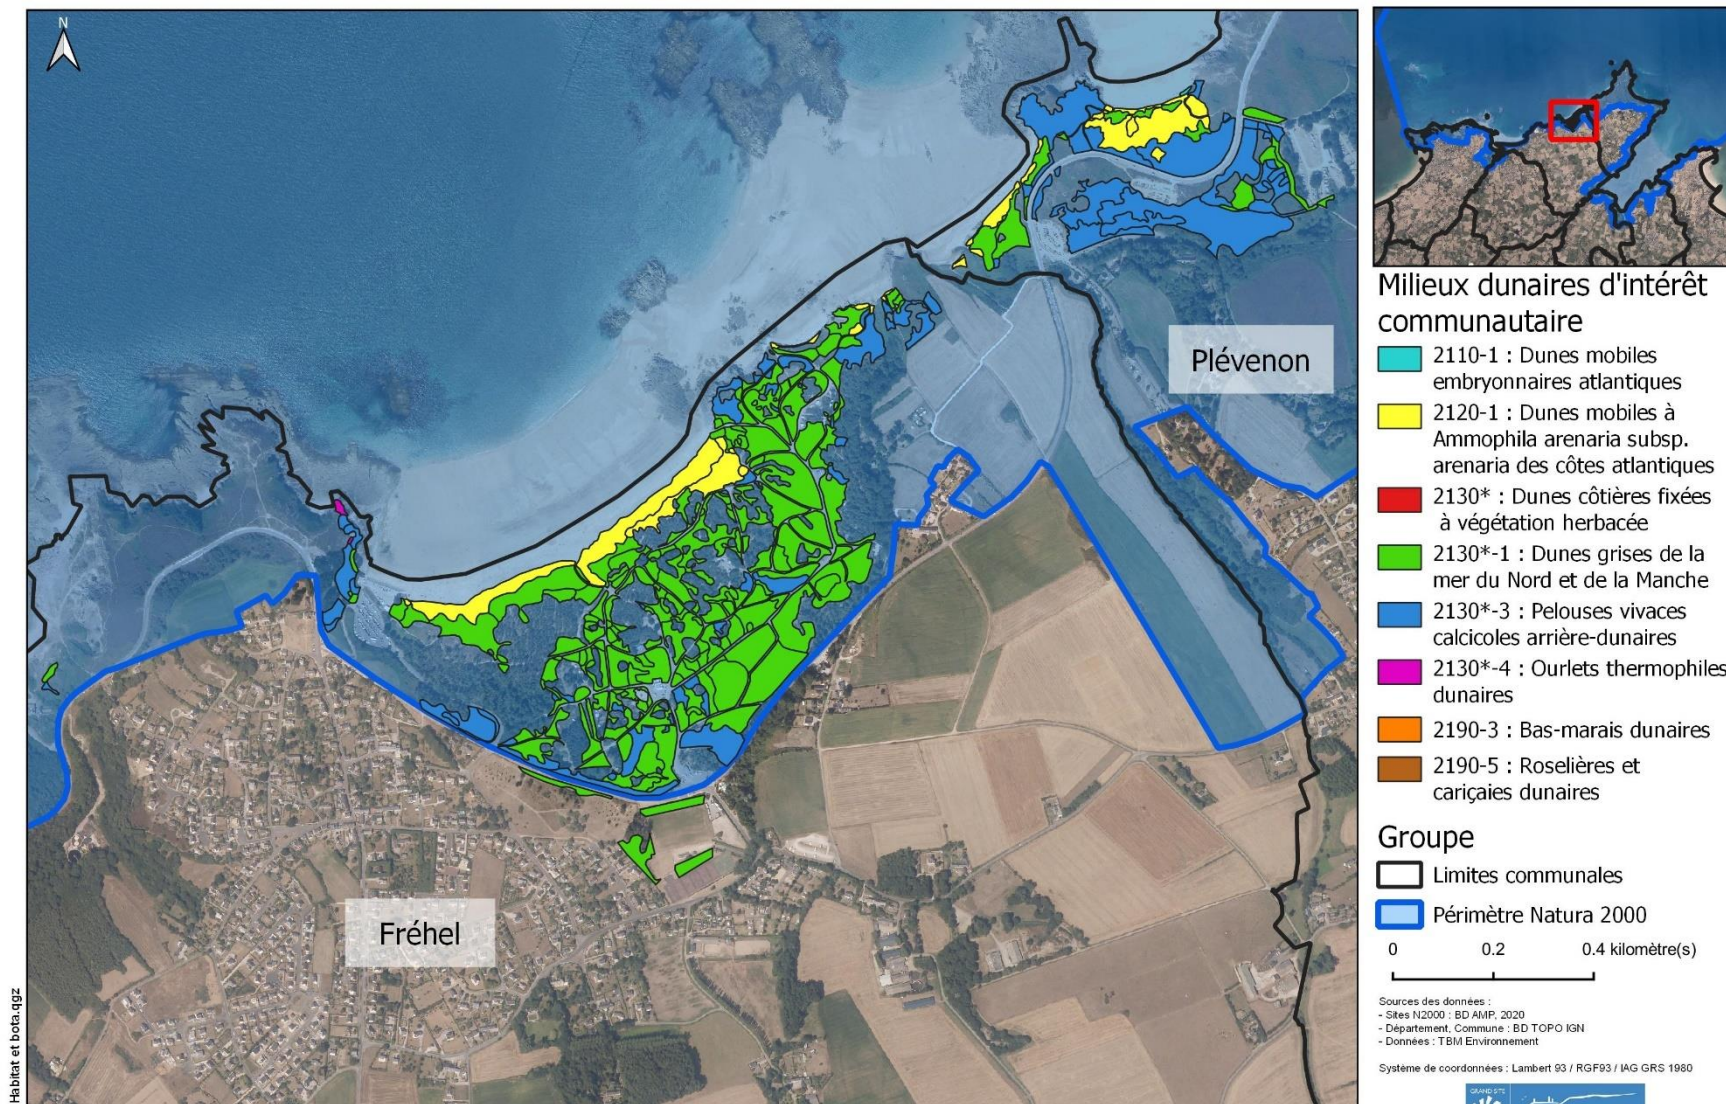 N
Plévenon
Fréhel
Habitat et bota.qgz
Milieux dunaires d'intérêt
communautaire
2110-1 : Dunes mobiles
embryonnaires atlantiques
2120-1 : Dunes mobiles à
Ammophila arenaria subsp.
arenaria des côtes atlantiques
2130* : Dunes côtières fixées
à végétation herbacée
2130*-1 : Dunes grises de la
mer du Nord et de la Manche
2130*-3 : Pelouses vivaces
calcicoles arrière-dunaires
2130*-4 : Ourlets thermophiles
dunaires
2190-3 : Bas-marais dunaires
2190-5 : Roselières et
cariçaies dunaires
Groupe
Limites communales
Périmètre Natura 2000
0 0.2 0.4 kilomètre(s)
Sources des données :
- Sites N2000 : BD AMP, 2020
- Département, Commune : BD TOPO IGN
- Données : TBM Environnement
Système de coordonnées : Lambert 93 / RGF93 / IAG GRS 1980
GRAND SITE